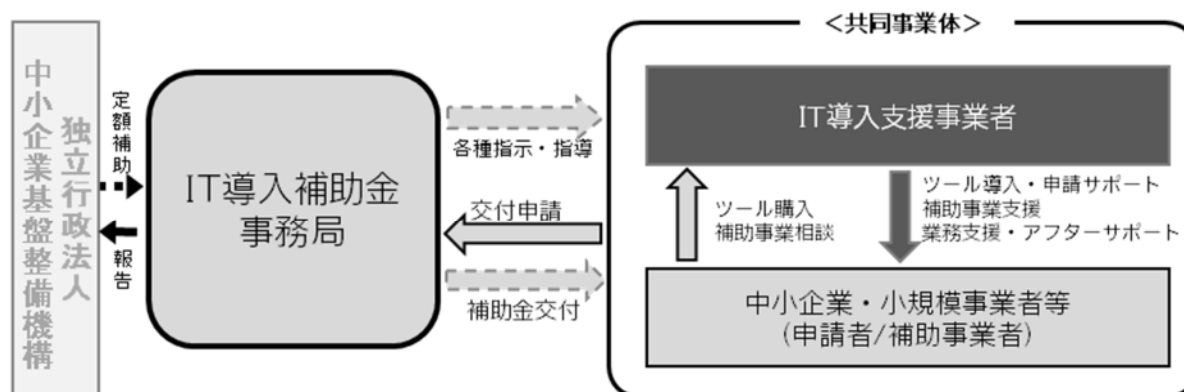 独立行政法人
中小企業基盤整備機構
定額補助
報告
IT導入補助金
事務局
各種指示・指導
交付申請
補助金交付
＜共同事業体＞
IT導入支援事業者
ツール購入
補助事業相談
ツール導入・申請サポート
補助事業支援
業務支援・アフターサポート
中小企業・小規模事業者等
(申請者/補助事業者)